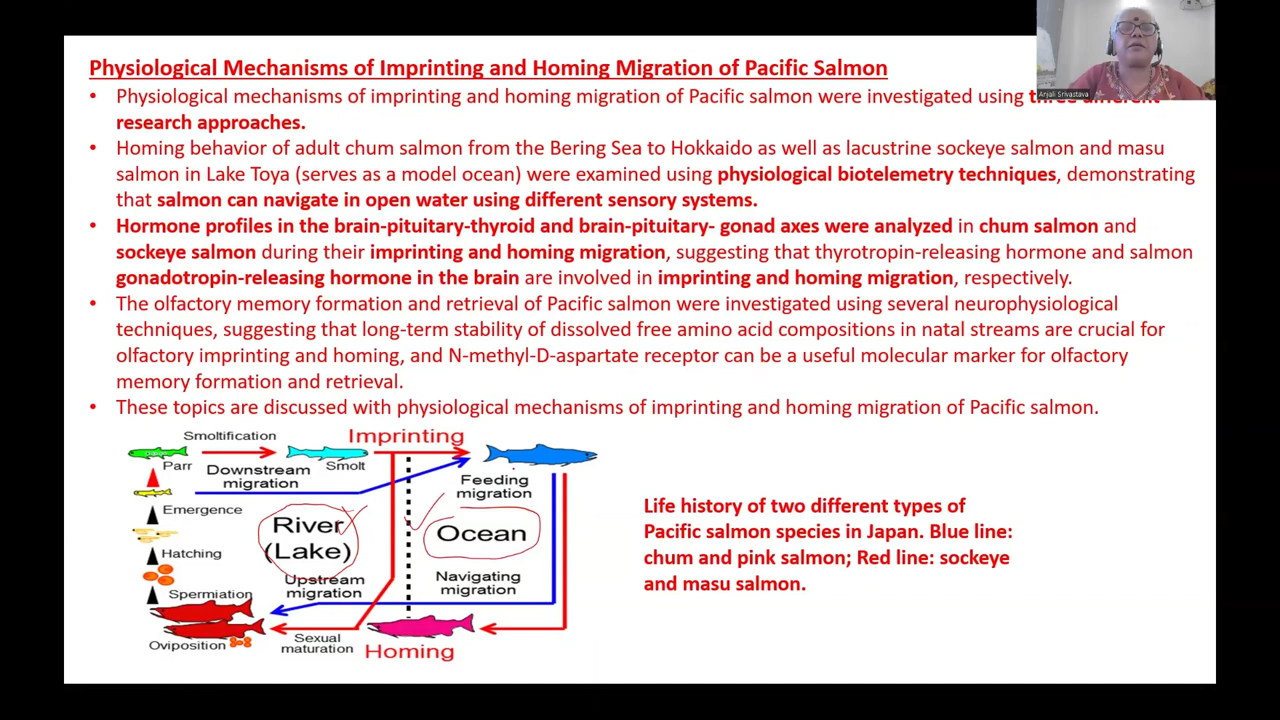 Physiological Mechanisms of Imprinting and Homing Migration of Pacific Salmon
• Physiological mechanisms of imprinting and homing migration of Pacific salmon were investigated using three different
research approaches.
• Homing behavior of adult chum salmon from the Bering Sea to Hokkaido as well as lacustrine sockeye salmon and masu
salmon in Lake Toya (serves as a model ocean) were examined using physiological biotelemetry techniques, demonstrating
that salmon can navigate in open water using different sensory systems.
• Hormone profiles in the brain-pituitary-thyroid and brain-pituitary- gonad axes were analyzed in chum salmon and
sockeye salmon during their imprinting and homing migration, suggesting that thyrotropin-releasing hormone and salmon
gonadotropin-releasing hormone in the brain are involved in imprinting and homing migration, respectively.
• The olfactory memory formation and retrieval of Pacific salmon were investigated using several neurophysiological
techniques, suggesting that long-term stability of dissolved free amino acid compositions in natal streams are crucial for
olfactory imprinting and homing, and N-methyl-D-aspartate receptor can be a useful molecular marker for olfactory
memory formation and retrieval.
• These topics are discussed with physiological mechanisms of imprinting and homing migration of Pacific salmon.
Anjali Srivastava
Smoltification
Imprinting
Parr
Smolt
Downstream
migration
Feeding
migration
Emergence
River
(Lake)
Ocean
Hatching
Upstream
migration
Navigating
migration
Spermiation
Oviposition
Sexual
maturation
Homing
Life history of two different types of
Pacific salmon species in Japan. Blue line:
chum and pink salmon; Red line: sockeye
and masu salmon.